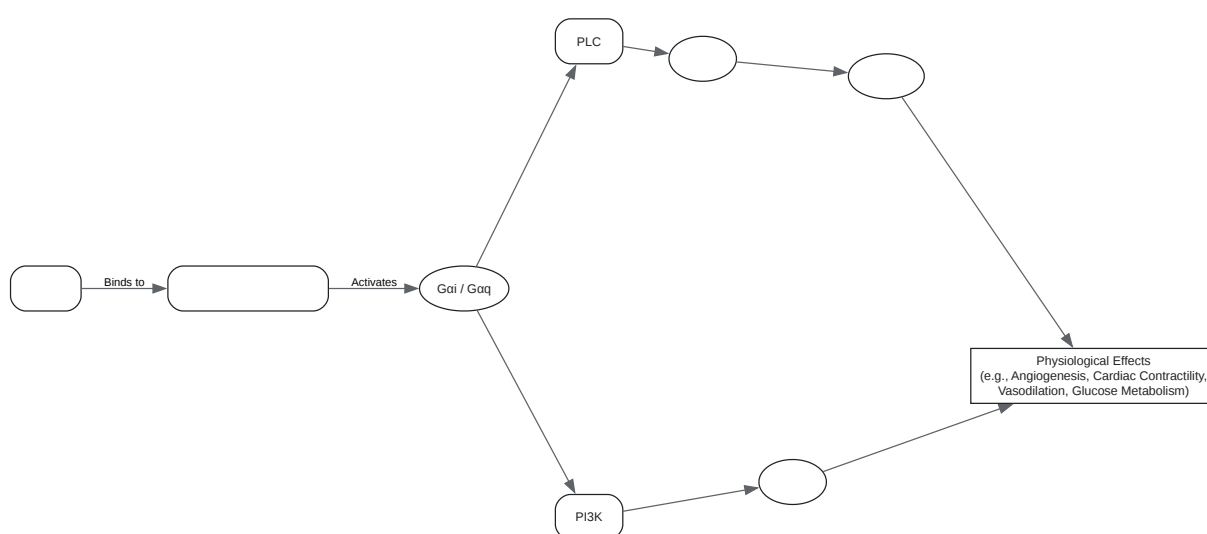 PLC
Binds to
Activates
Gαi / Gαq
Physiological Effects
(e.g., Angiogenesis, Cardiac Contractility,
Vasodilation, Glucose Metabolism)
PI3K